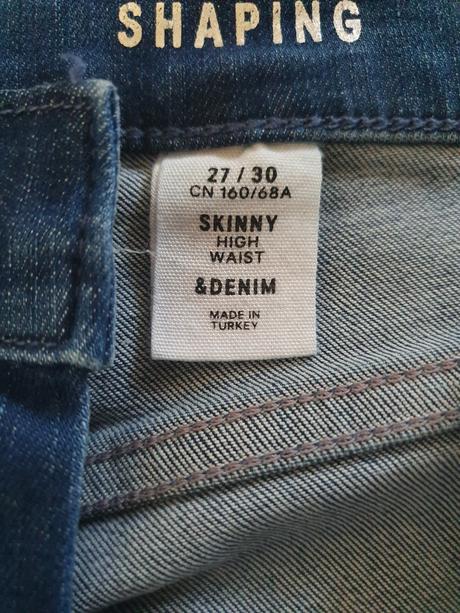 SHAPING
27 / 30
CN 160/68A
SKINNY
HIGH
WAIST
&DENIM
MADE IN
TURKEY